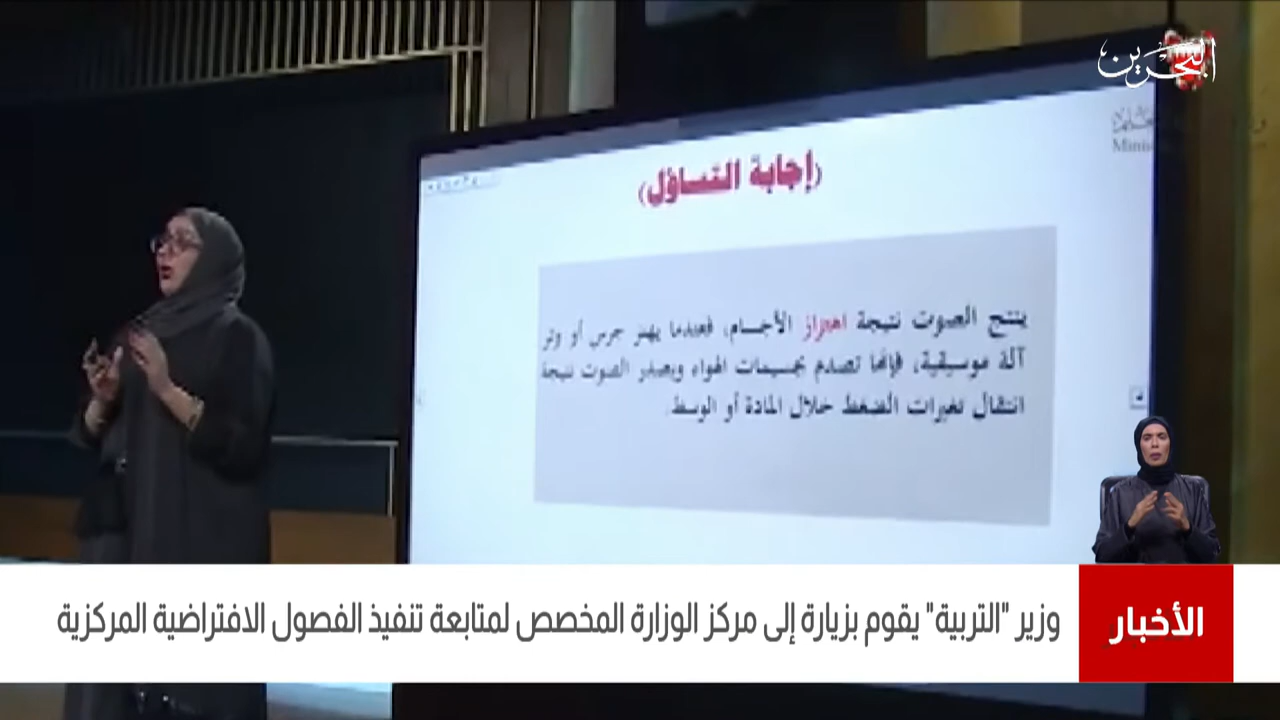 البحرين
Minis
(إجابة التساؤل)
ينتج الصوت نتيجة اهتزاز الأجسام، فعندما يهتز جرس أو وتر
آلة موسيقية، فإنها تصدم بجسيمات الهواء ويصدر الصوت نتيجة
انتقال تغيرات الضغط خلال المادة أو الوسط.
الأخبار
وزير "التربية" يقوم بزيارة إلى مركز الوزارة المخصص لمتابعة تنفيذ الفصول الافتراضية المركزية